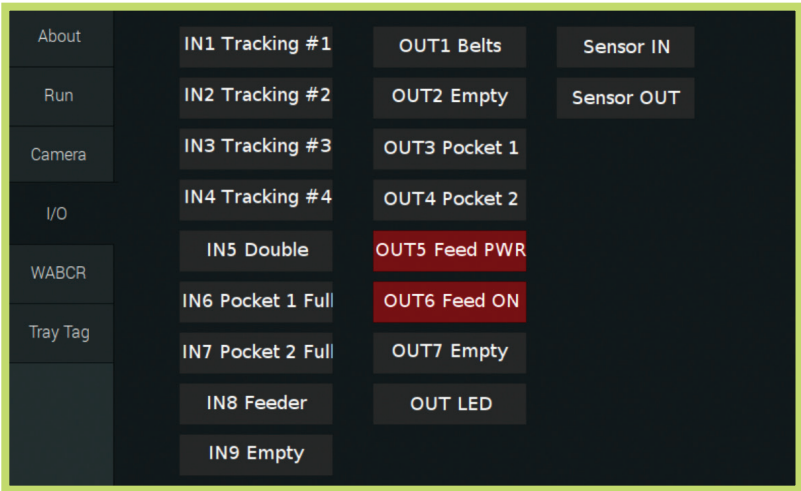 About
Run
Camera
I/O
WABCR
Tray Tag
IN1 Tracking #1
IN2 Tracking #2
IN3 Tracking #3
IN4 Tracking #4
IN5 Double
IN6 Pocket 1 Full
IN7 Pocket 2 Full
IN8 Feeder
IN9 Empty
OUT1 Belts
OUT2 Empty
OUT3 Pocket 1
OUT4 Pocket 2
OUT5 Feed PWR
OUT6 Feed ON
OUT7 Empty
OUT LED
Sensor IN
Sensor OUT